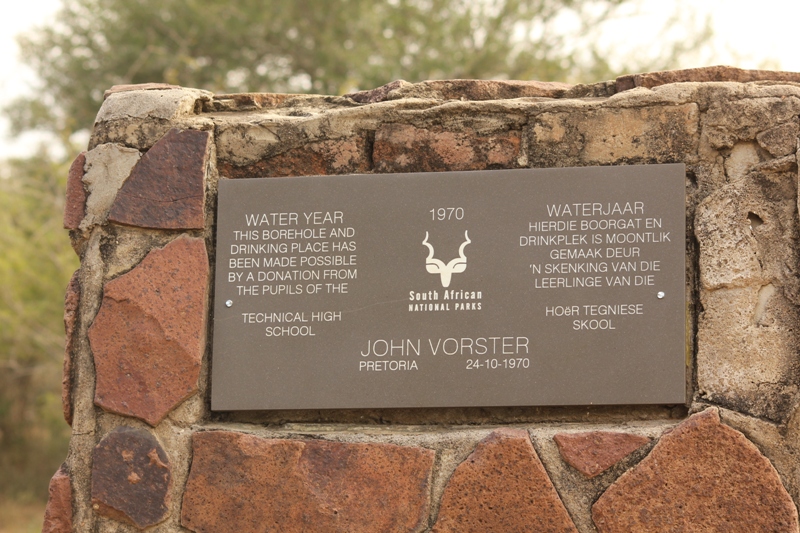 WATER YEAR
THIS BOREHOLE AND
DRINKING PLACE HAS
BEEN MADE POSSIBLE
BY A DONATION FROM
THE PUPILS OF THE
TECHNICAL HIGH
SCHOOL
1970
South African
NATIONAL PARKS
WATERJAAR
HIERDIE BOORGAT EN
DRINKPLEK IS MOONTLIK
GEMAAK DEUR
'N SKENKING VAN DIE
LEERLINGE VAN DIE
HOëR TEGNIESE
SKOOL
JOHN VORSTER
PRETORIA 24-10-1970